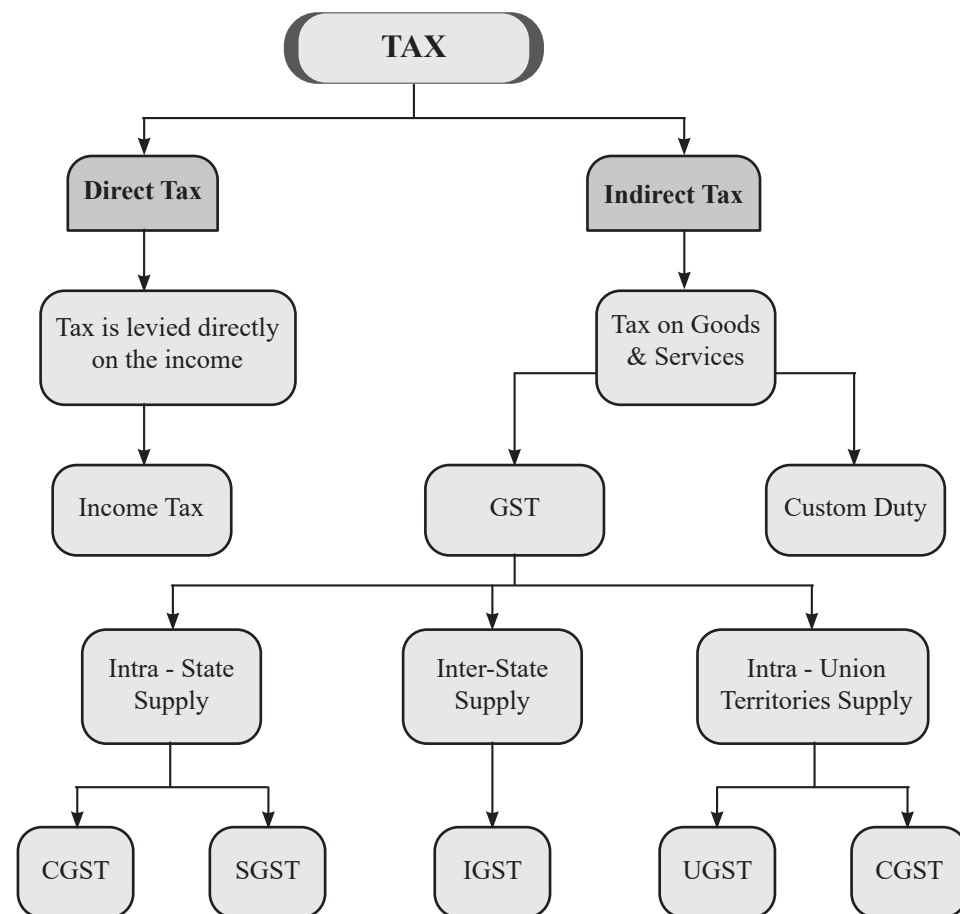 TAX
Direct Tax
Indirect Tax
Tax is levied directly
on the income
Tax on Goods
& Services
Income Tax
GST
Custom Duty
Intra - State
Supply
Inter-State
Supply
Intra - Union
Territories Supply
CGST
SGST
IGST
UGST
CGST